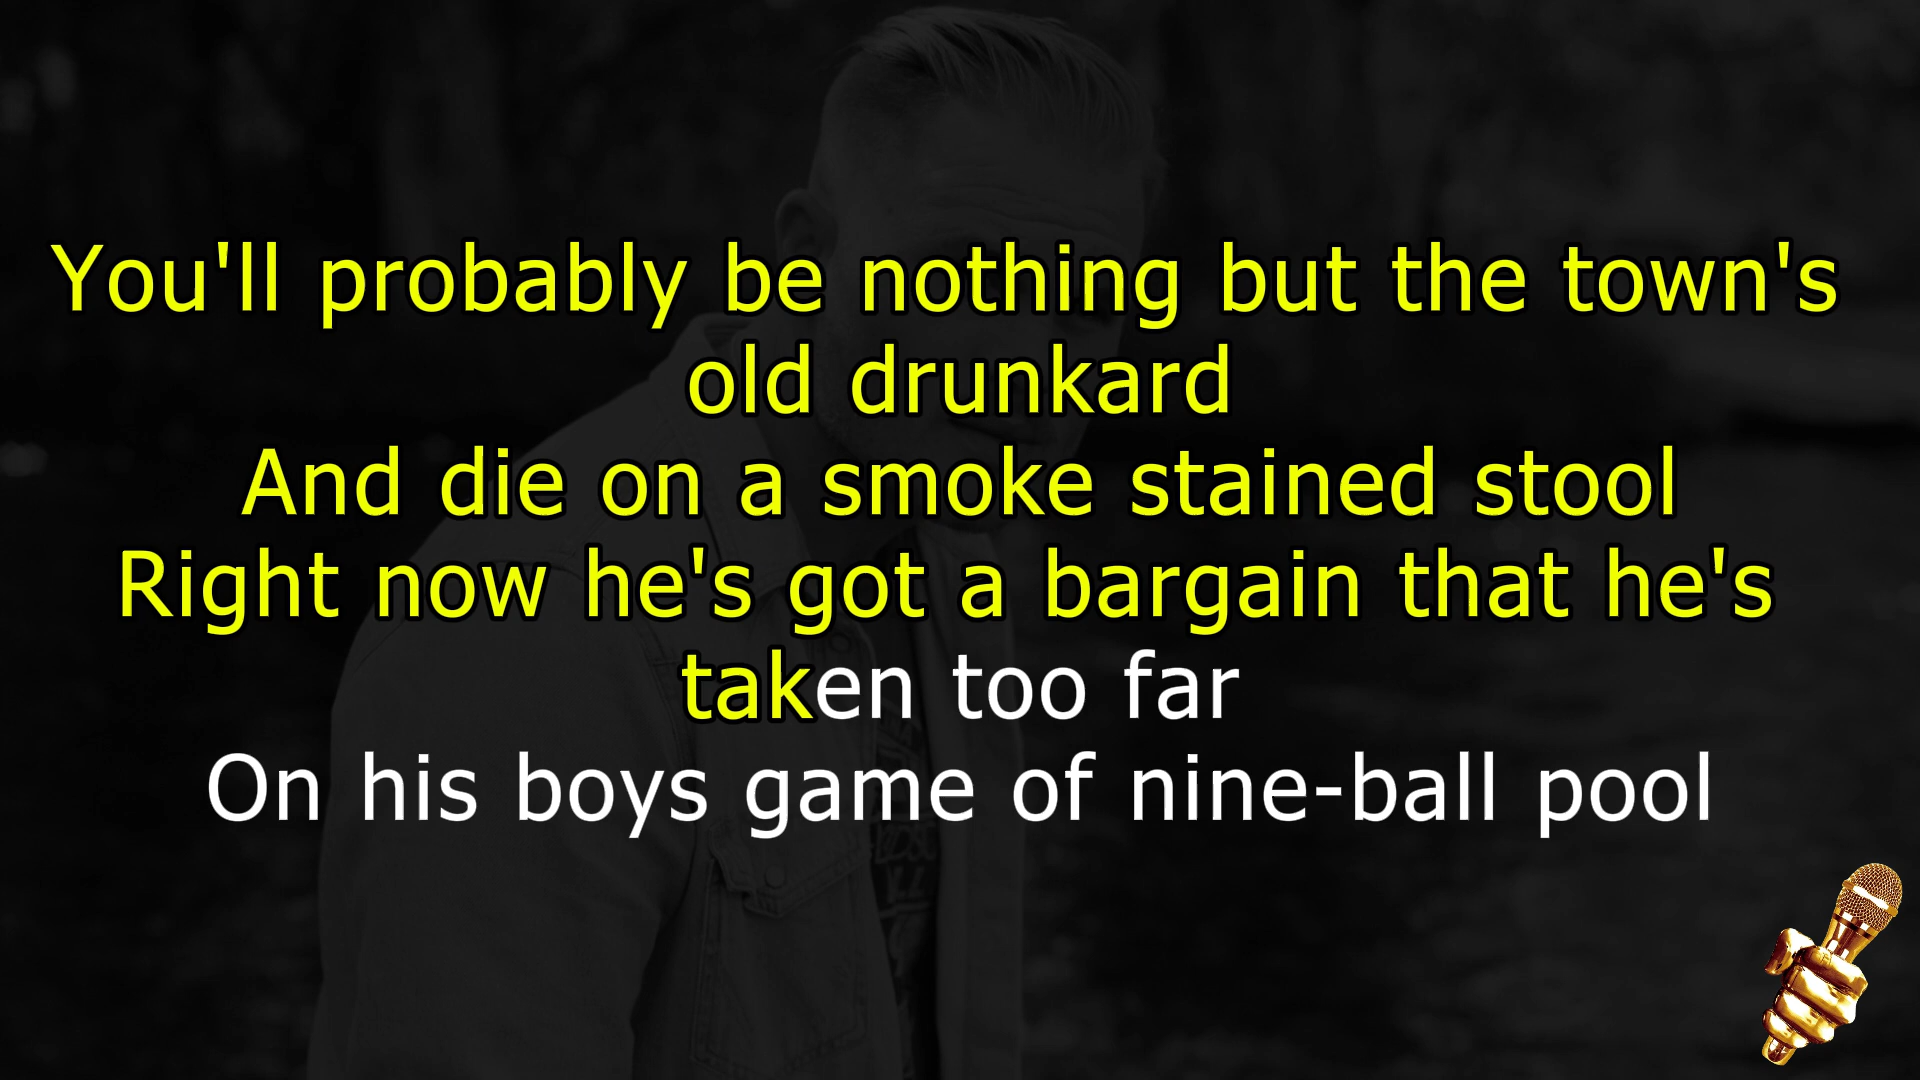 You'll probably be nothing but the town's
old drunkard
And die on a smoke stained stool
Right now he's got a bargain that he's
taken too far
On his boys game of nine-ball pool